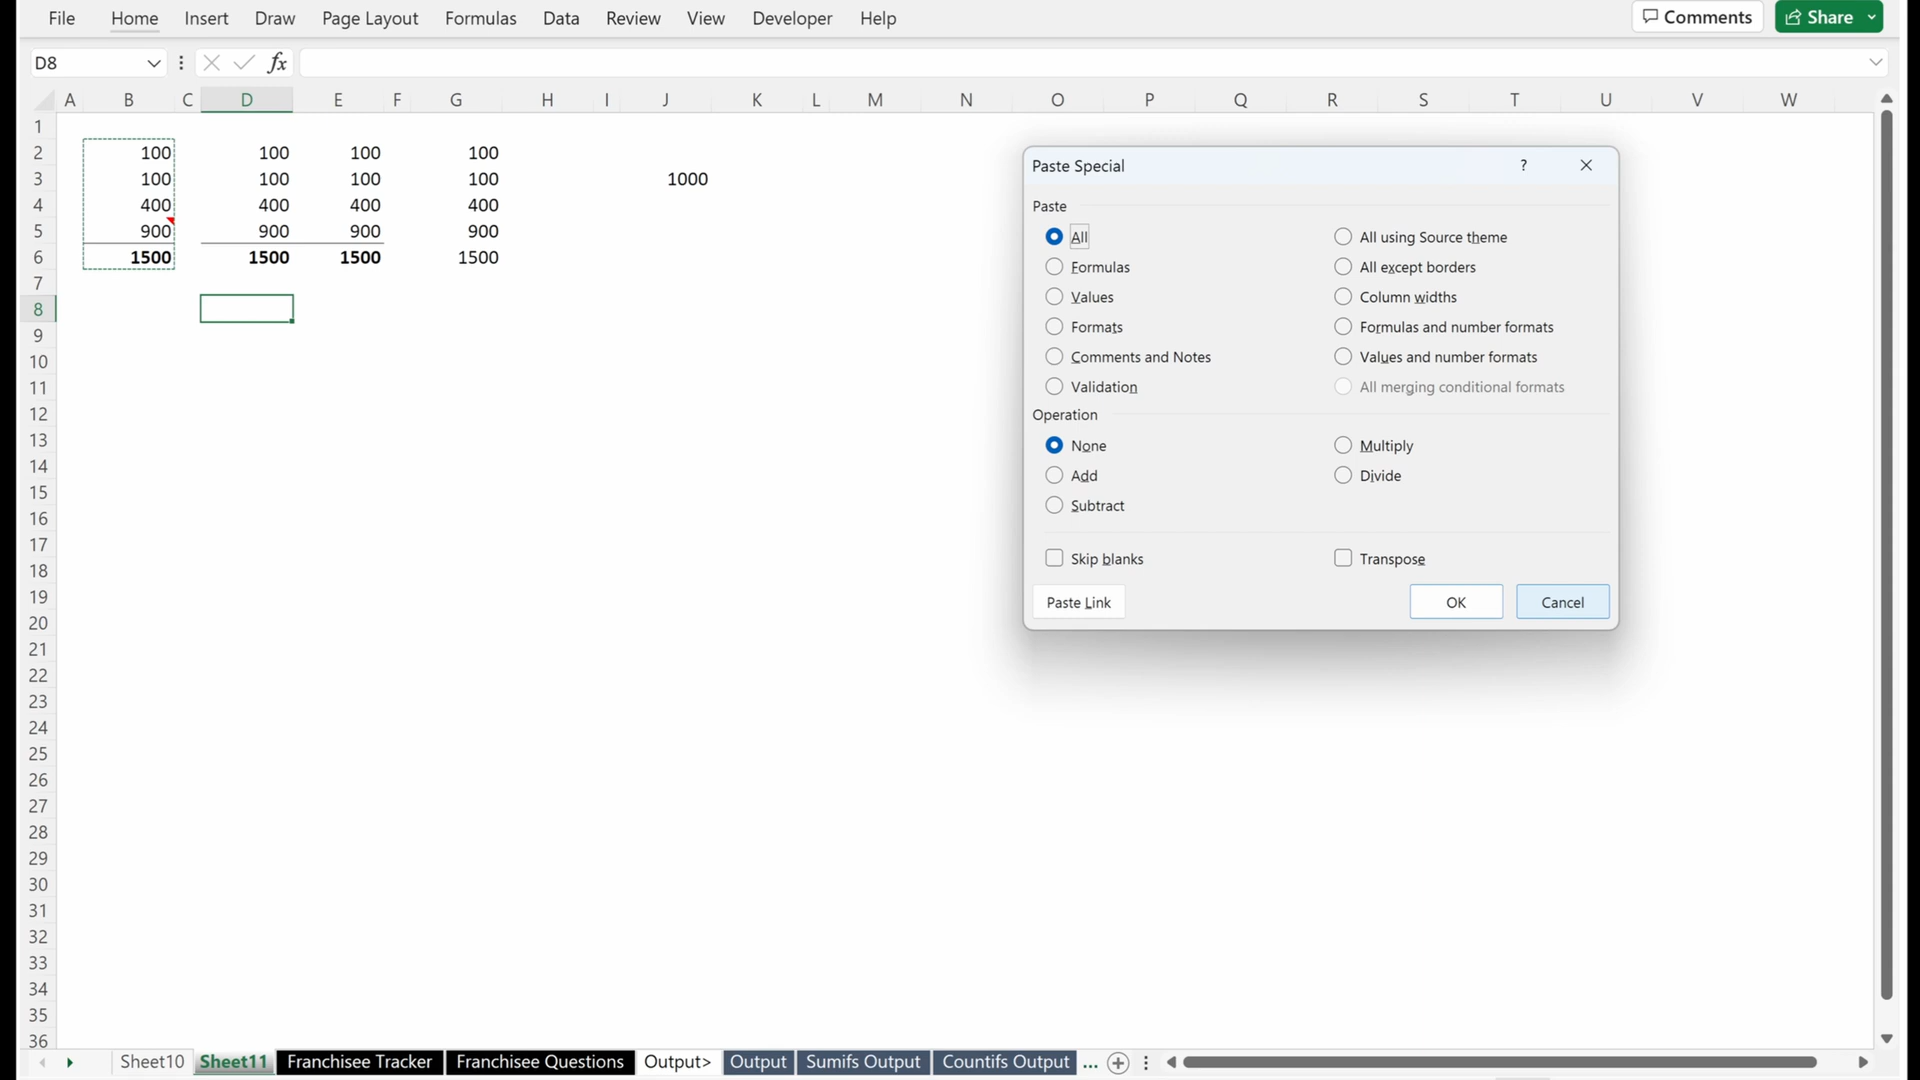 File Home Insert Draw Page Layout Formulas Data Review View Developer Help Comments Share
D8 fx
A B C D E F G H I J K L M N O P Q R S T U V W
1
2 100 100 100 100
3 100 100 100 100 1000
4 400 400 400 400
5 900 900 900 900
6 1500 1500 1500 1500
7
8
9
10
11
12
13
14
15
16
17
18
19
20
21
22
23
24
25
26
27
28
29
30
31
32
33
34
35
36
Paste Special ?
Paste
All All using Source theme
Formulas All except borders
Values Column widths
Formats Formulas and number formats
Comments and Notes Values and number formats
Validation All merging conditional formats
Operation
None Multiply
Add Divide
Subtract
Skip blanks Transpose
Paste Link OK Cancel
Sheet10 Sheet11 Franchisee Tracker Franchisee Questions Output> Output Sumifs Output Countifs Output ...